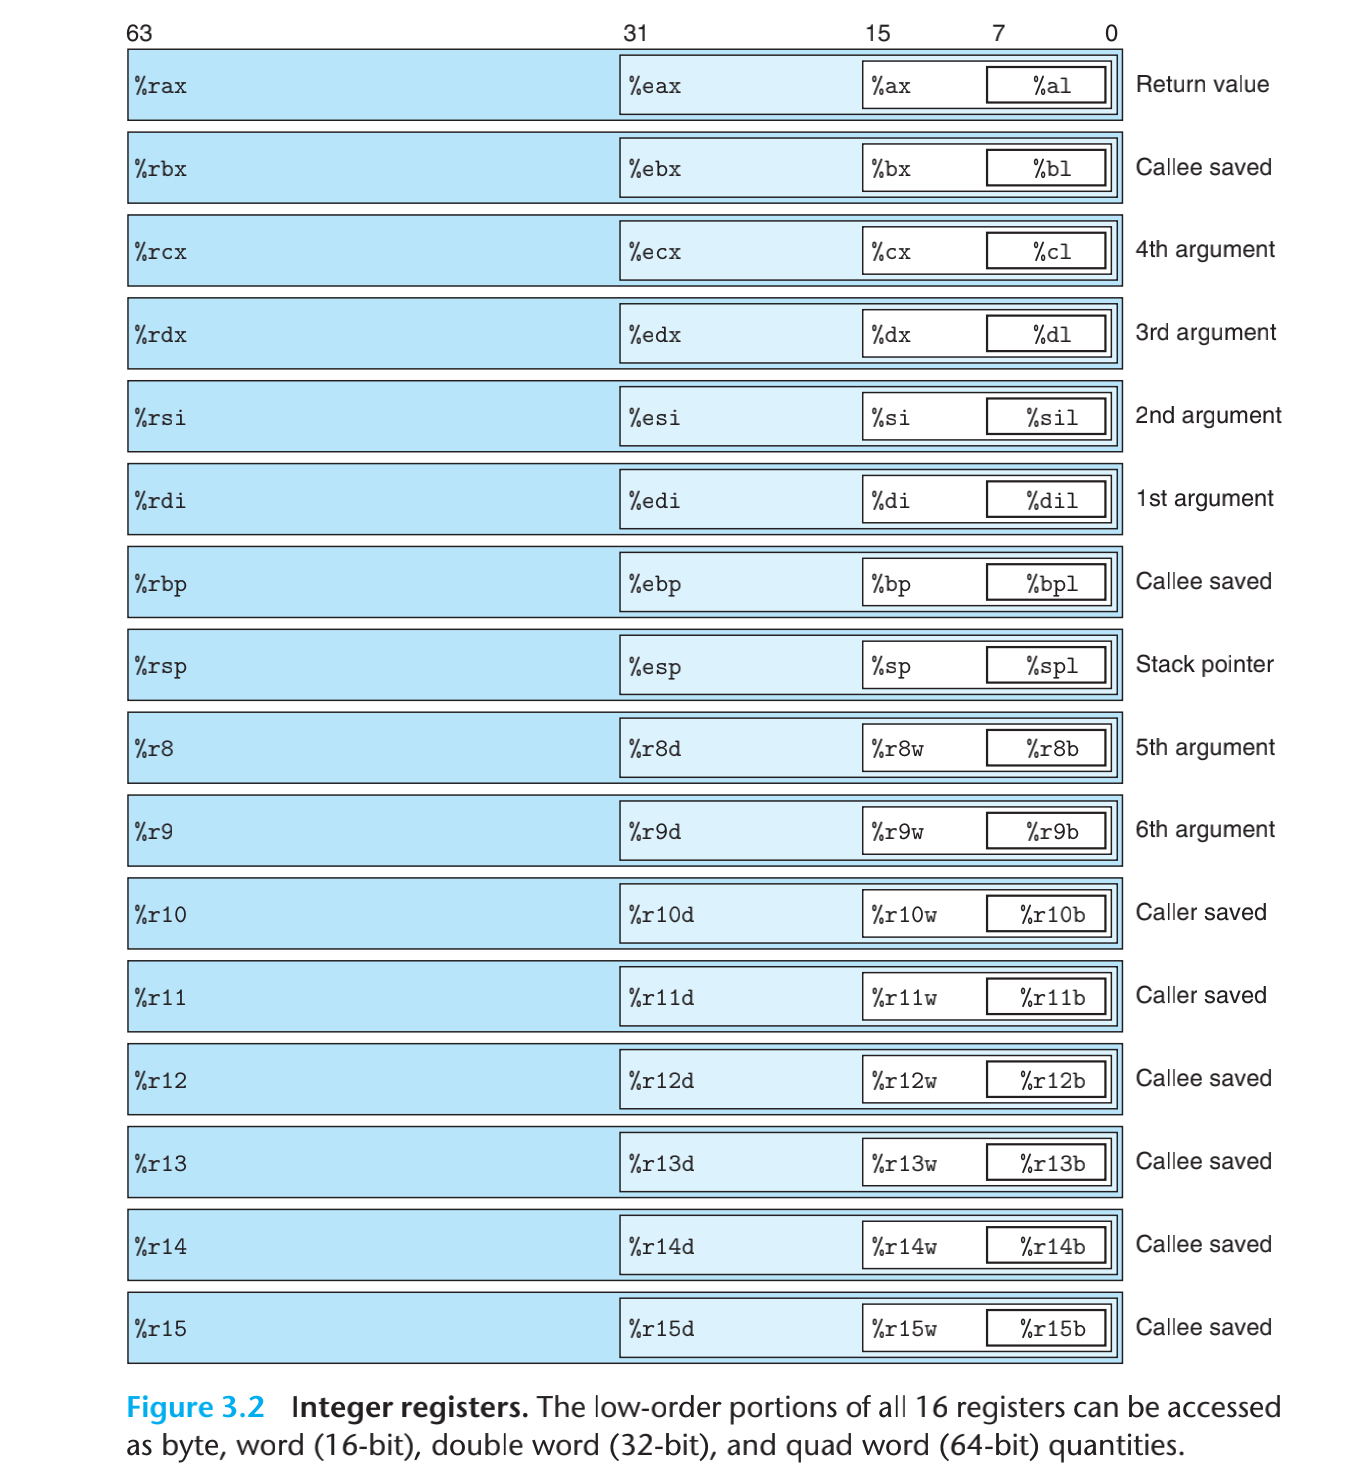 63 31 15 7 0
%rax %eax %ax %al Return value
%rbx %ebx %bx %bl Callee saved
%rcx %ecx %cx %cl 4th argument
%rdx %edx %dx %dl 3rd argument
%rsi %esi %si %sil 2nd argument
%rdi %edi %di %dil 1st argument
%rbp %ebp %bp %bpl Callee saved
%rsp %esp %sp %spl Stack pointer
%r8 %r8d %r8w %r8b 5th argument
%r9 %r9d %r9w %r9b 6th argument
%r10 %r10d %r10w %r10b Caller saved
%r11 %r11d %r11w %r11b Caller saved
%r12 %r12d %r12w %r12b Callee saved
%r13 %r13d %r13w %r13b Callee saved
%r14 %r14d %r14w %r14b Callee saved
%r15 %r15d %r15w %r15b Callee saved
Figure 3.2 Integer registers. The low-order portions of all 16 registers can be accessed
as byte, word (16-bit), double word (32-bit), and quad word (64-bit) quantities.